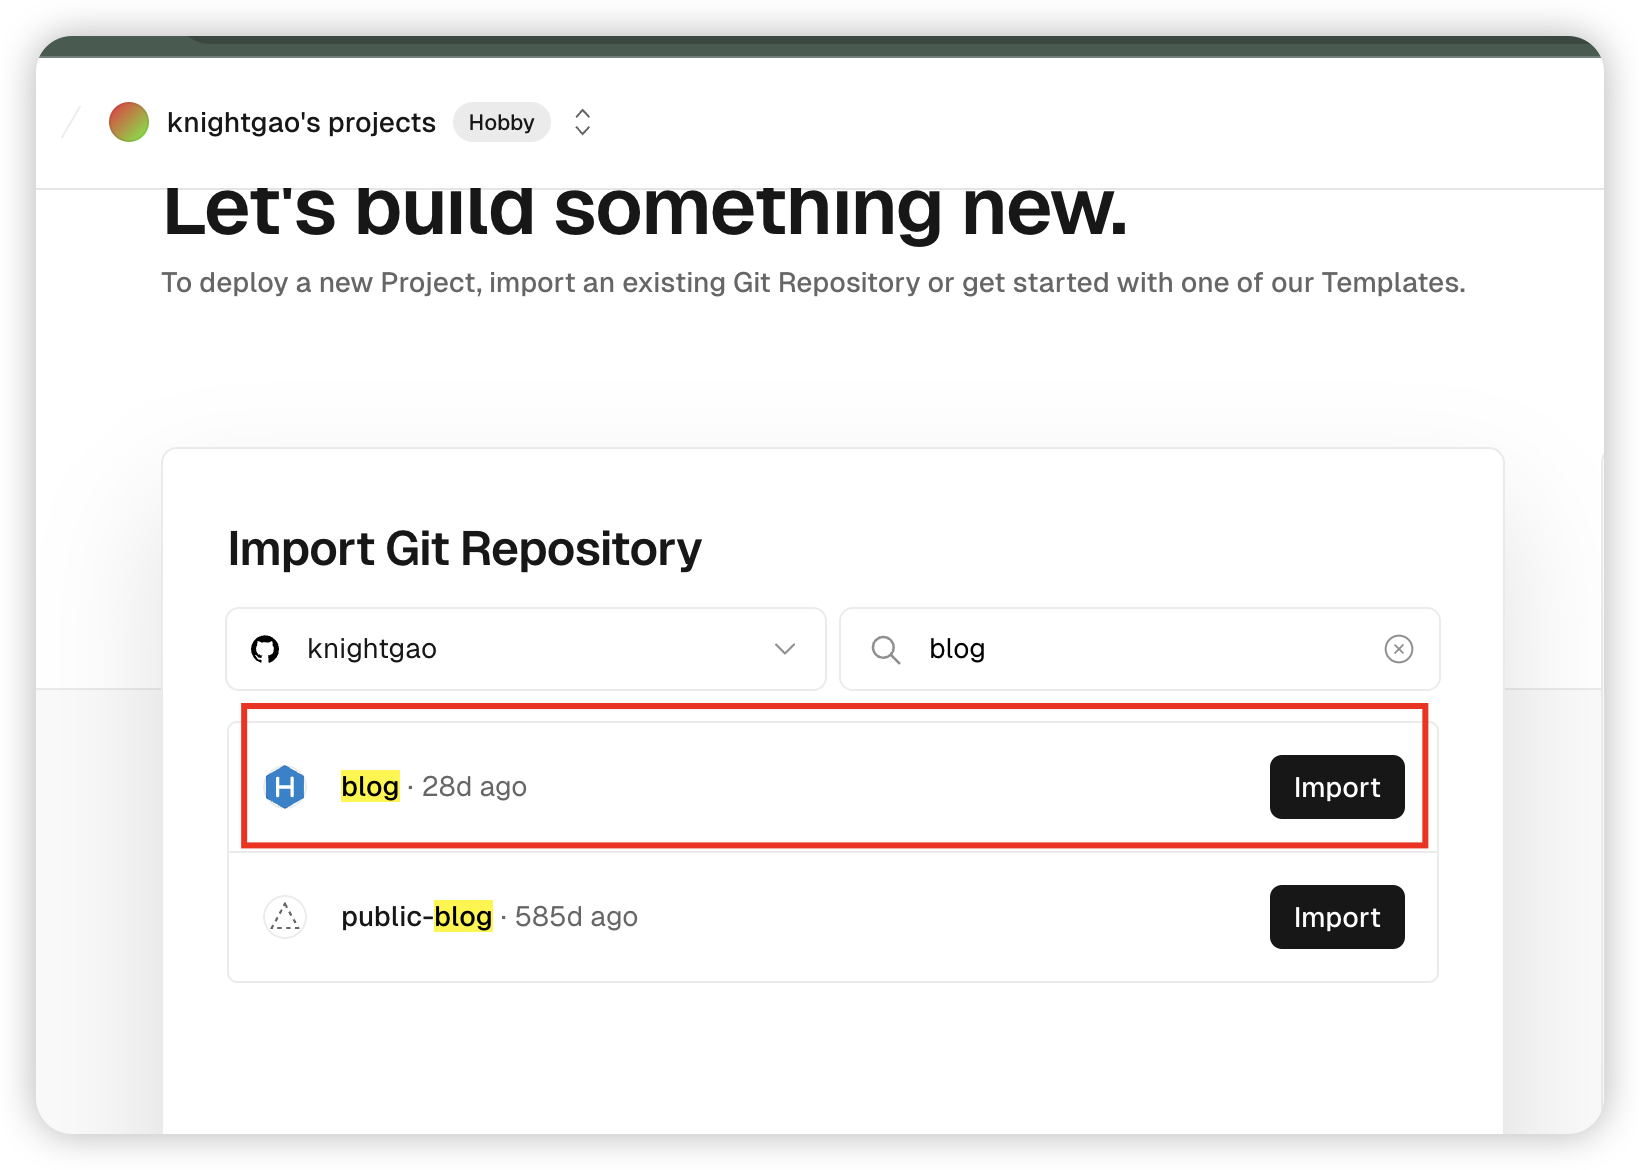 knightgao's projects Hobby
Let's build something new.
To deploy a new Project, import an existing Git Repository or get started with one of our Templates.
Import Git Repository
knightgao
blog
H blog · 28d ago Import
public-blog · 585d ago Import